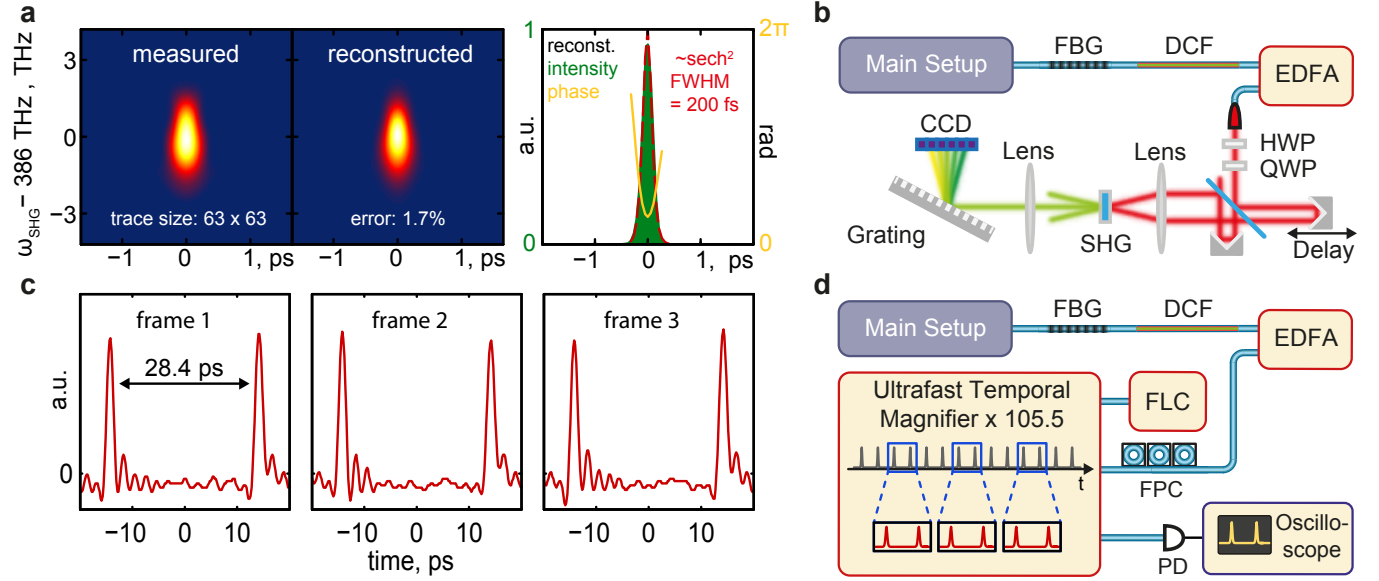 a
measured
reconstructed
trace size: 63 x 63
error: 1.7%
ωSHG − 386 THz , THz
3
0
−3
−1
0
1, ps
−1
0
1, ps
reconst.
intensity
phase
~sech²
FWHM
= 200 fs
1
0
a.u.
2π
0
rad
−1
0
1, ps
b
Main Setup
FBG
DCF
EDFA
CCD
Lens
Lens
HWP
QWP
Grating
SHG
Delay
c
frame 1
frame 2
frame 3
28.4 ps
a.u.
0
−10
0
10
−10
0
10
−10
0
10
time, ps
d
Main Setup
FBG
DCF
EDFA
Ultrafast Temporal
Magnifier x 105.5
t
FLC
FPC
PD
Oscillo-
scope